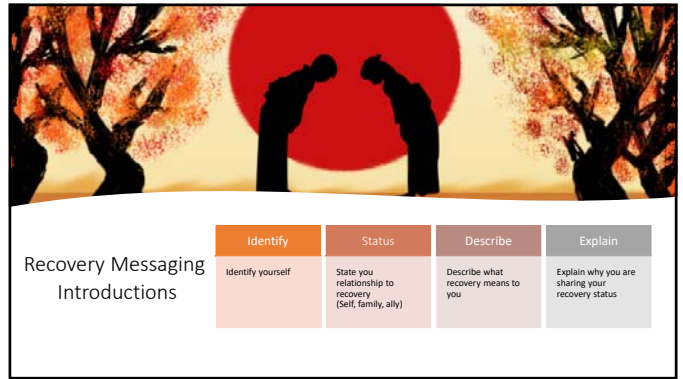 Recovery Messaging
Introductions
Identify
Identify yourself
Status
State you
relationship to
recovery
(Self, family, ally)
Describe
Describe what
recovery means to
you
Explain
Explain why you are
sharing your
recovery status